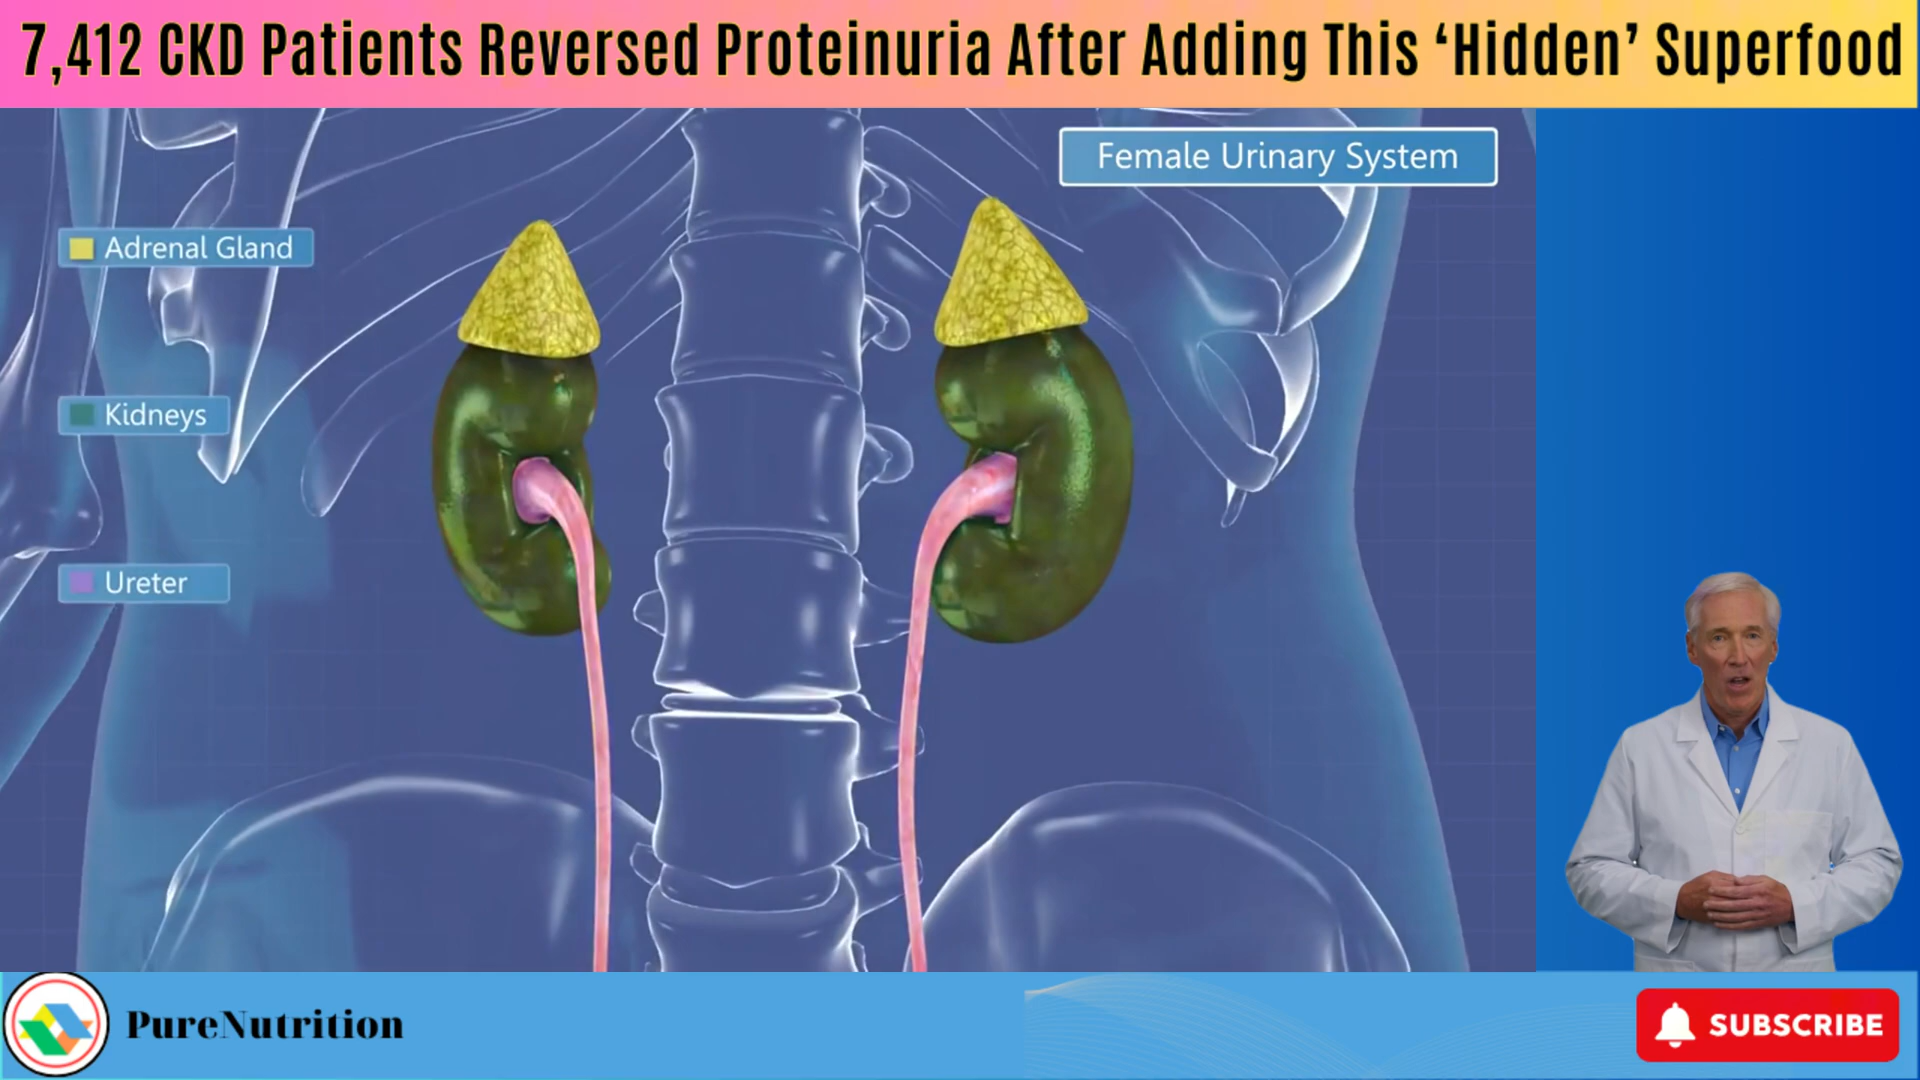 7,412 CKD Patients Reversed Proteinuria After Adding This ‘Hidden’ Superfood
Female Urinary System
Adrenal Gland
Kidneys
Ureter
PureNutrition
SUBSCRIBE